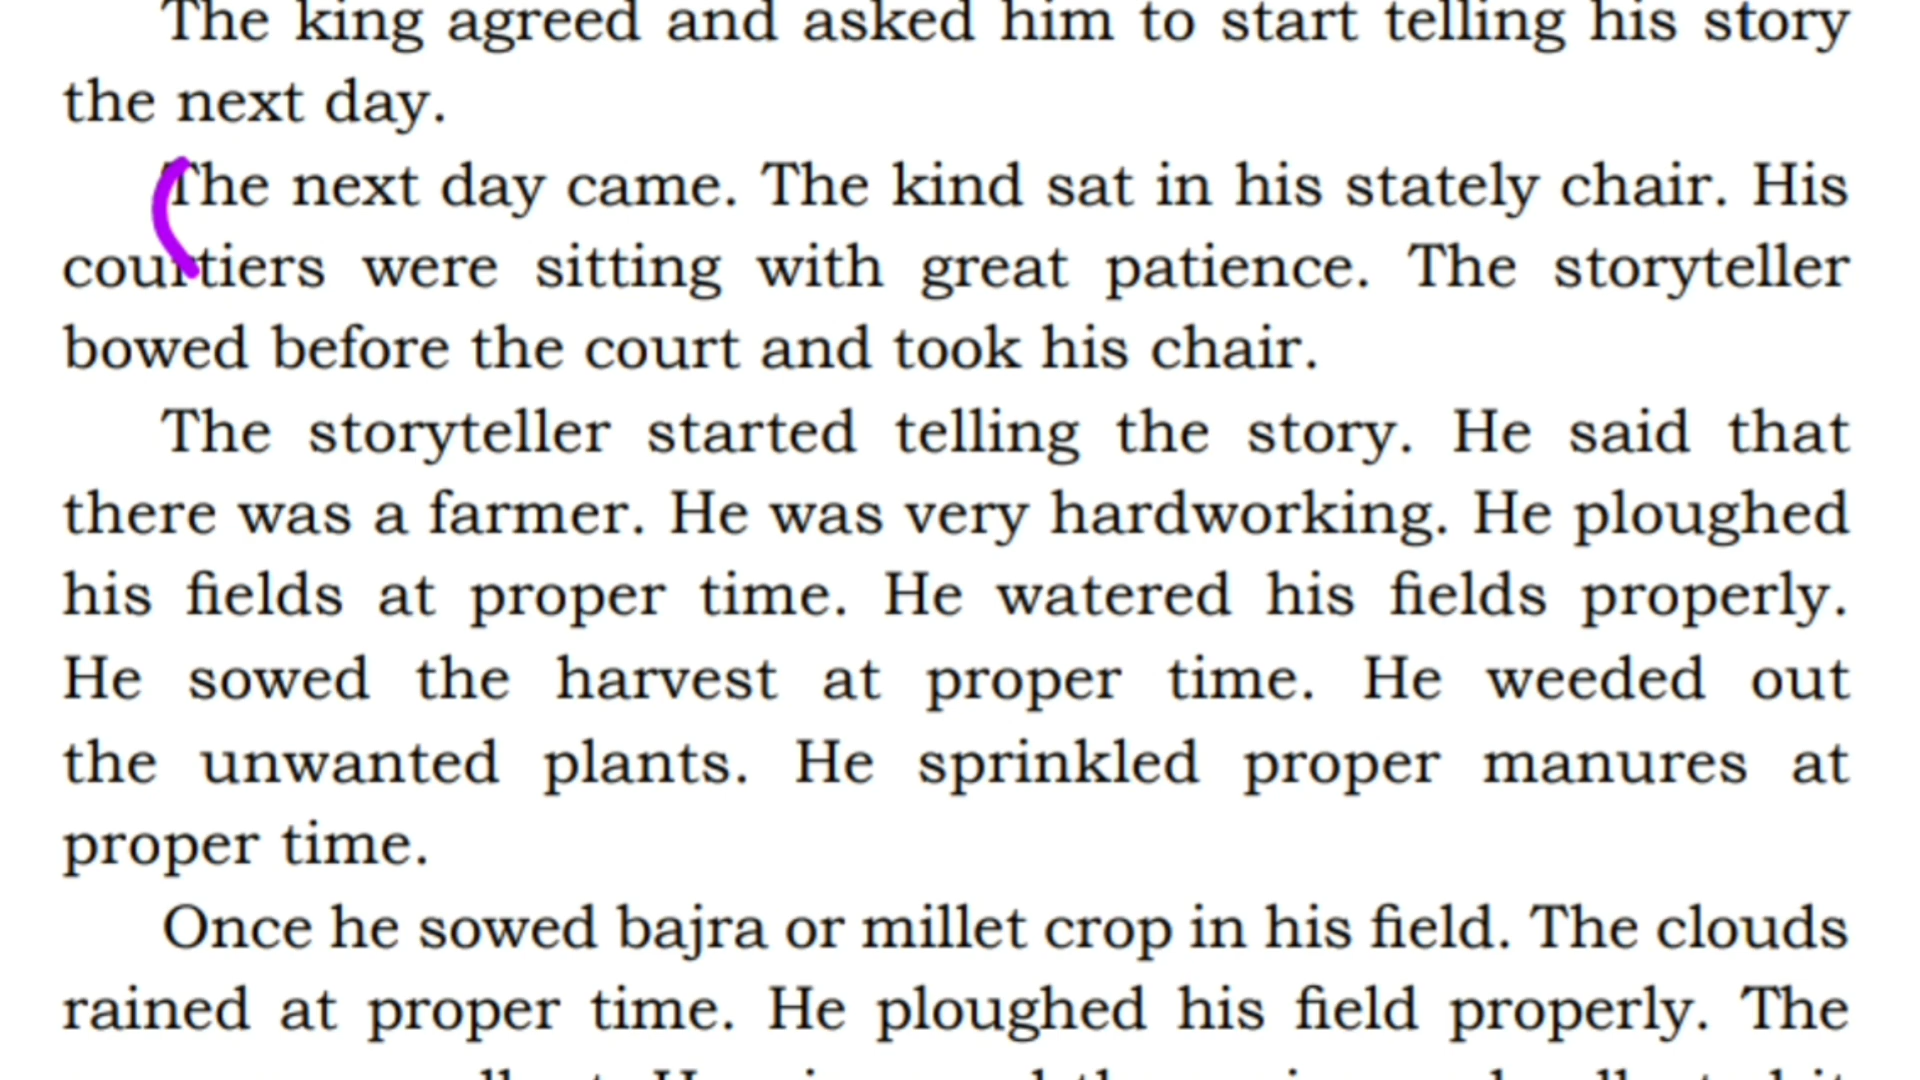 The king agreed and asked him to start telling his story
the next day.
The next day came. The kind sat in his stately chair. His
courtiers were sitting with great patience. The storyteller
bowed before the court and took his chair.
The storyteller started telling the story. He said that
there was a farmer. He was very hardworking. He ploughed
his fields at proper time. He watered his fields properly.
He sowed the harvest at proper time. He weeded out
the unwanted plants. He sprinkled proper manures at
proper time.
Once he sowed bajra or millet crop in his field. The clouds
rained at proper time. He ploughed his field properly. The